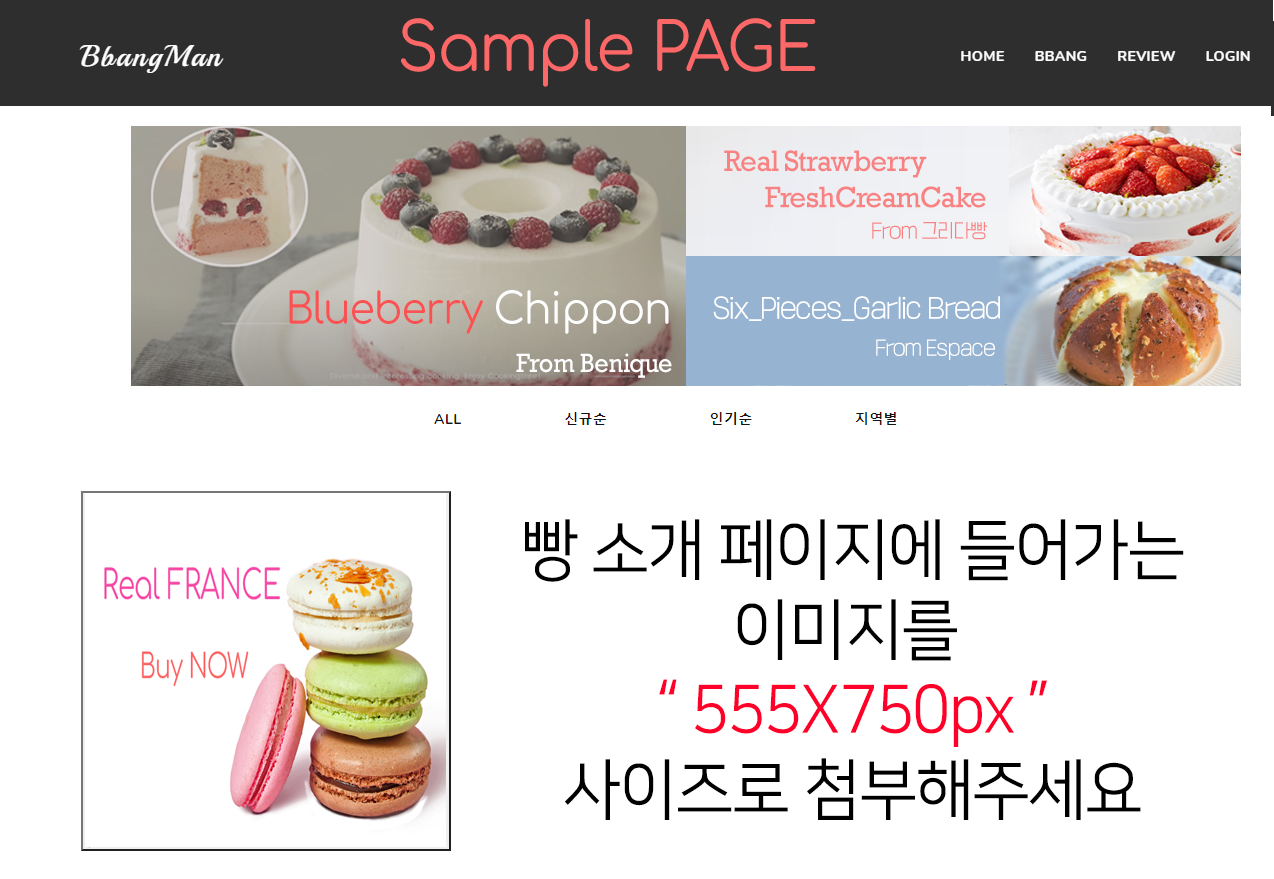 BbangMan
Sample PAGE
HOME BBANG REVIEW LOGIN
Blueberry Chippon
From Benique
Real Strawberry
FreshCreamCake
From 그리다빵
Six_Pieces_Garlic Bread
From Espace
ALL 신규순 인기순 지역별
Real FRANCE
Buy NOW
빵 소개 페이지에 들어가는
이미지를
“ 555X750px ”
사이즈로 첨부해주세요